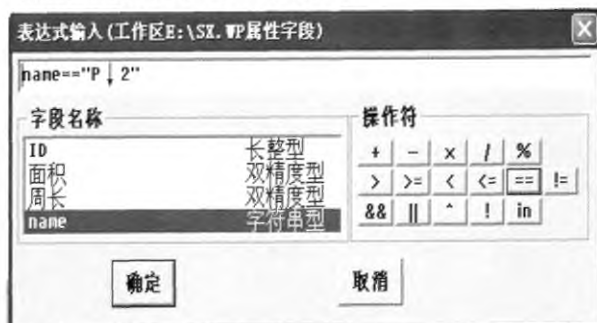 表达式输入(工作区E:\SX.WP属性字段)
name=="P↓2"
字段名称
ID 长整型
面积 双精度型
周长 双精度型
name 字符串型
操作符
+ - × / %
> >= < <= == !=
&& || ^ ! in
确定 取消